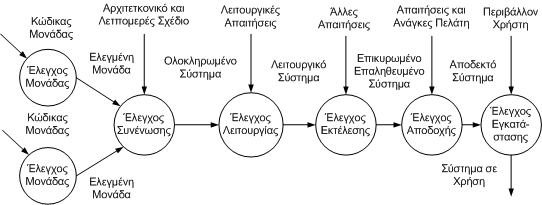 Κώδικας
Μονάδας
Έλεγχος
Μονάδας
Ελεγμένη
Μονάδα
Κώδικας
Μονάδας
Έλεγχος
Μονάδας
Ελεγμένη
Μονάδα
Αρχιτεκονικό και
Λεπτομερές Σχέδιο
Έλεγχος
Συνένωσης
Ολοκληρωμένο
Σύστημα
Λειτουργικές
Απαιτήσεις
Έλεγχος
Λειτουργίας
Λειτουργικό
Σύστημα
Άλλες
Απαιτήσεις
Έλεγχος
Εκτέλεσης
Επικυρωμένο
Επαληθευμένο
Σύστημα
Απαιτήσεις και
Ανάγκες Πελάτη
Έλεγχος
Αποδοχής
Αποδεκτό
Σύστημα
Περιβάλλον
Χρήστη
Έλεγχος
Εγκατά-
στασης
Σύστημα σε
Χρήση